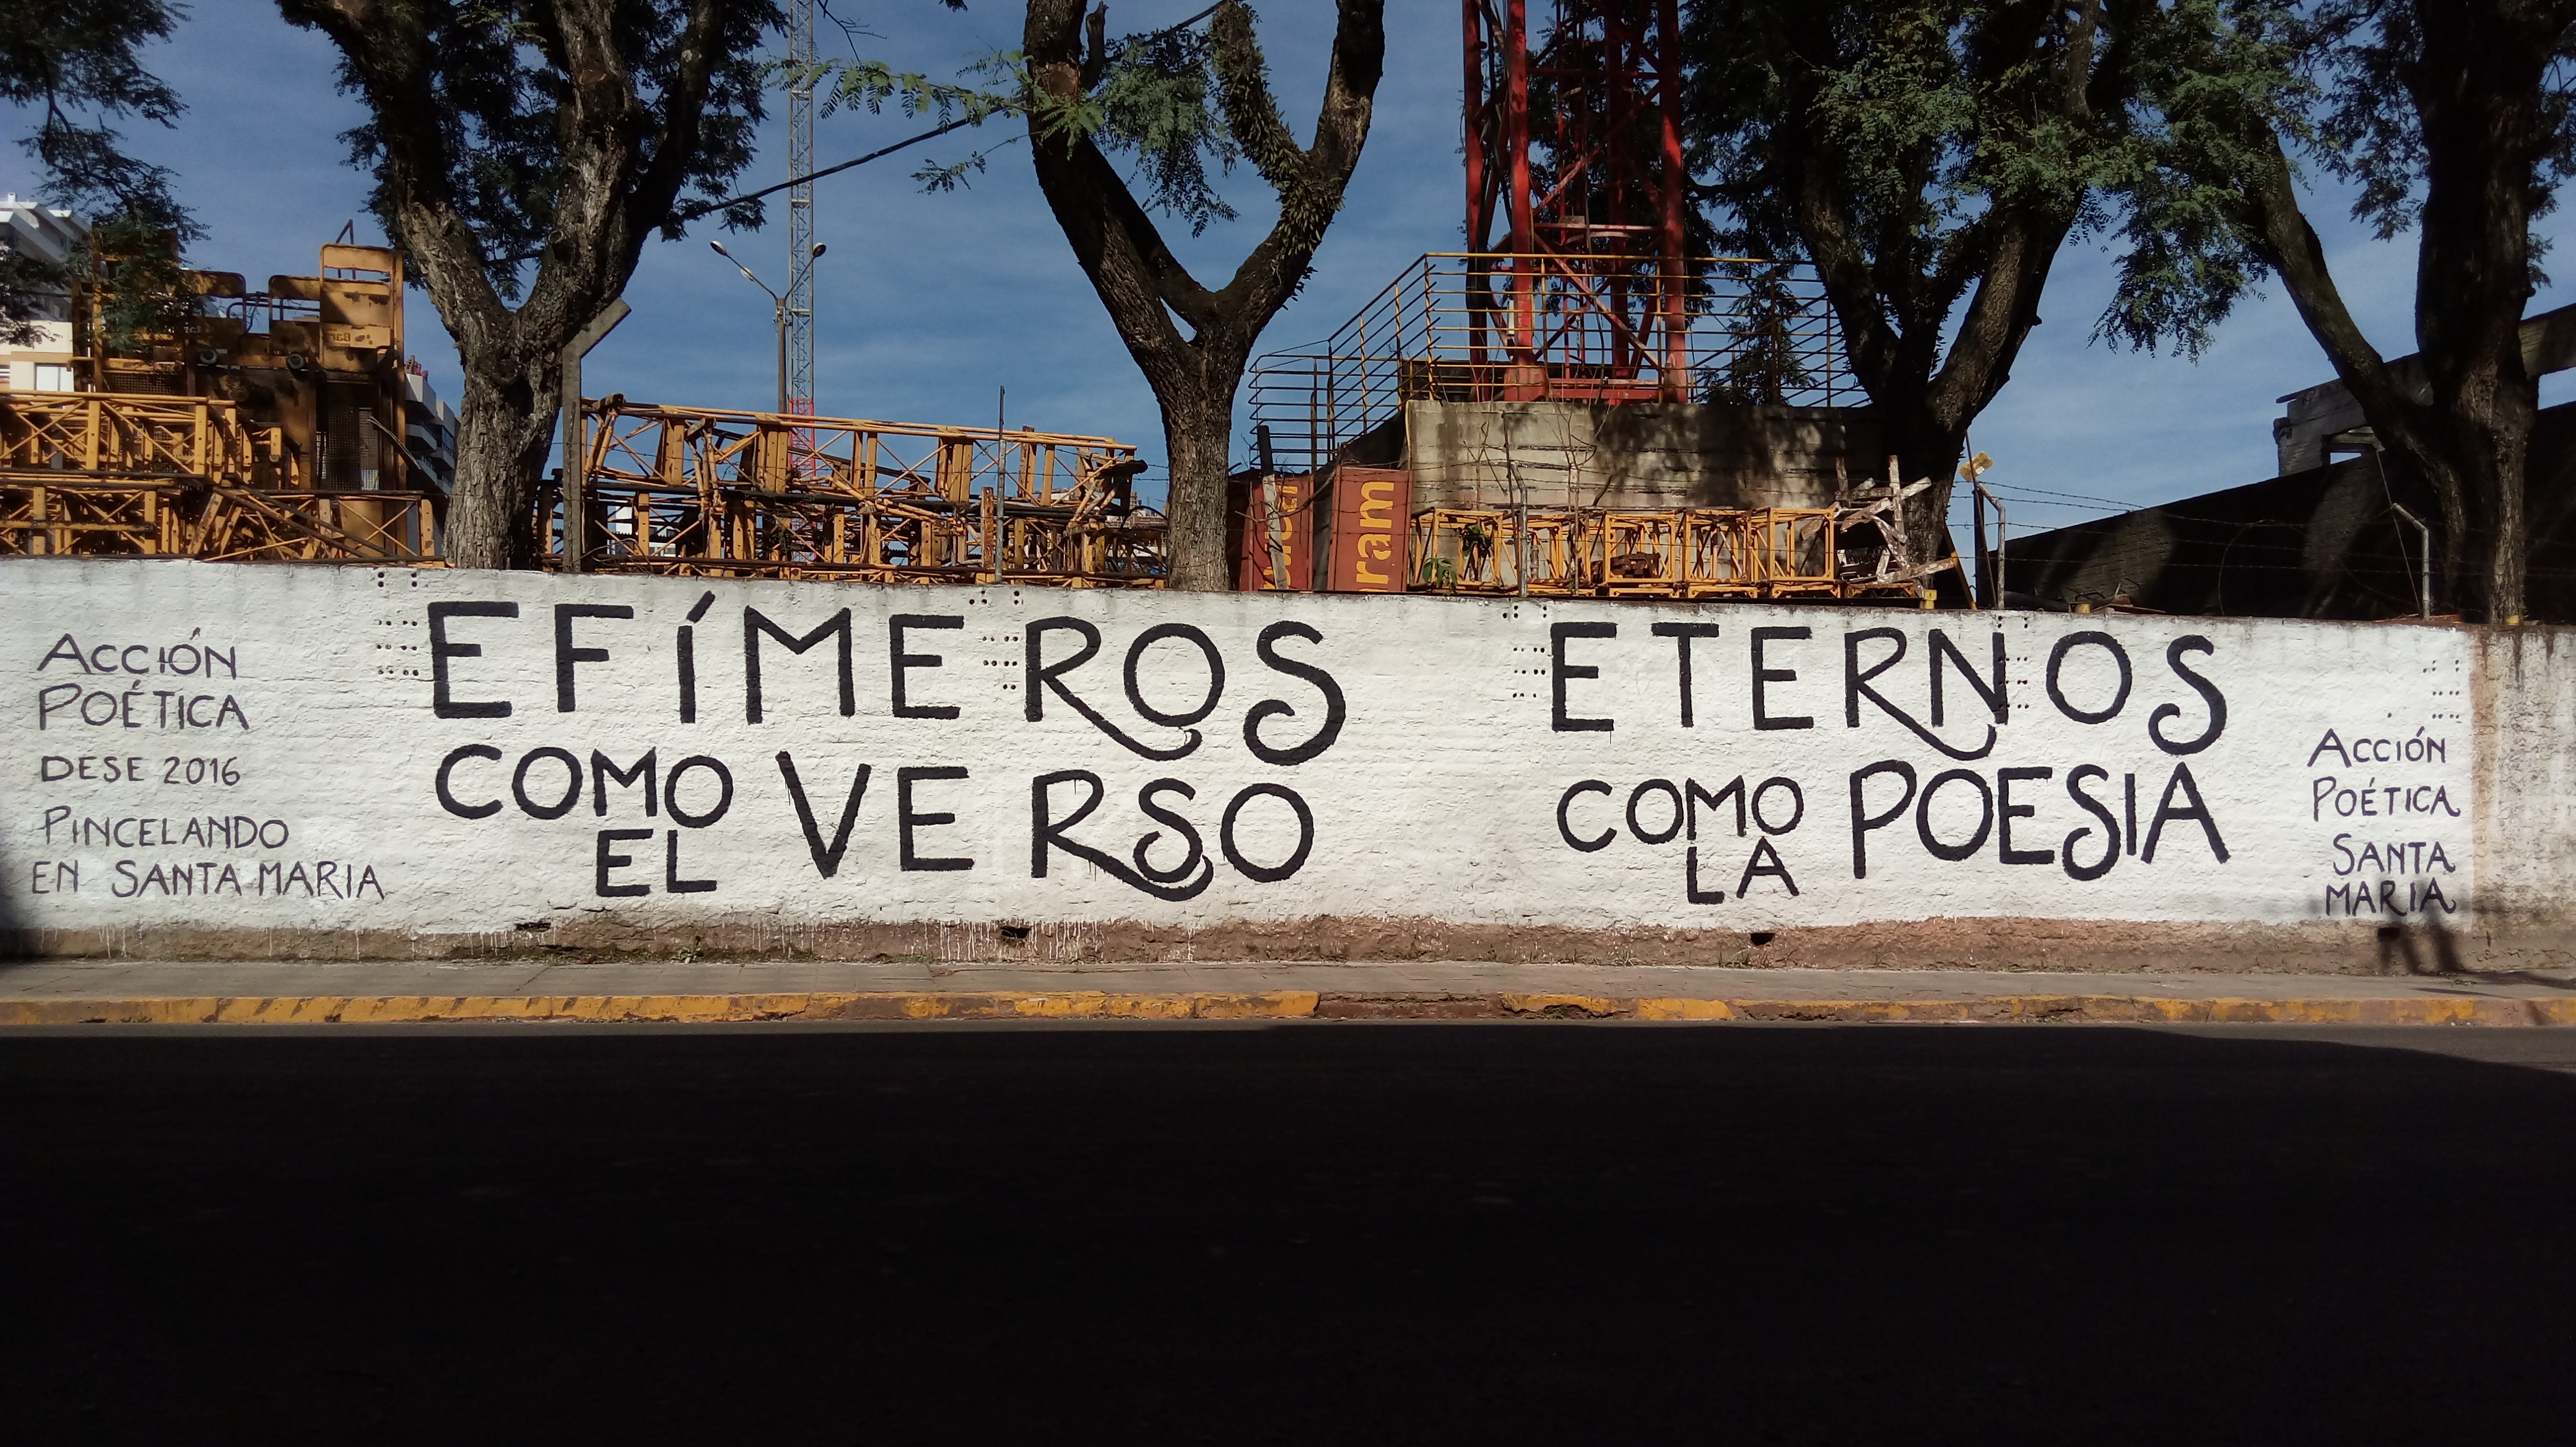 ACCIÓN
POÉTICA
DESE 2016
PINCELANDO
EN SANTA MARIA
EFÍMEROS
COMO EL VERSO
ETERNOS
COMO LA POESIA
ACCIÓN
POÉTICA
SANTA
MARIA
ram